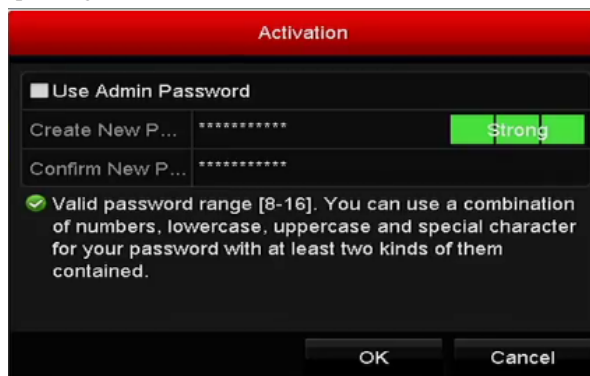 Activation
Use Admin Password
Create New P... *********** Strong
Confirm New P... ***********
Valid password range [8-16]. You can use a combination
of numbers, lowercase, uppercase and special character
for your password with at least two kinds of them
contained.
OK Cancel